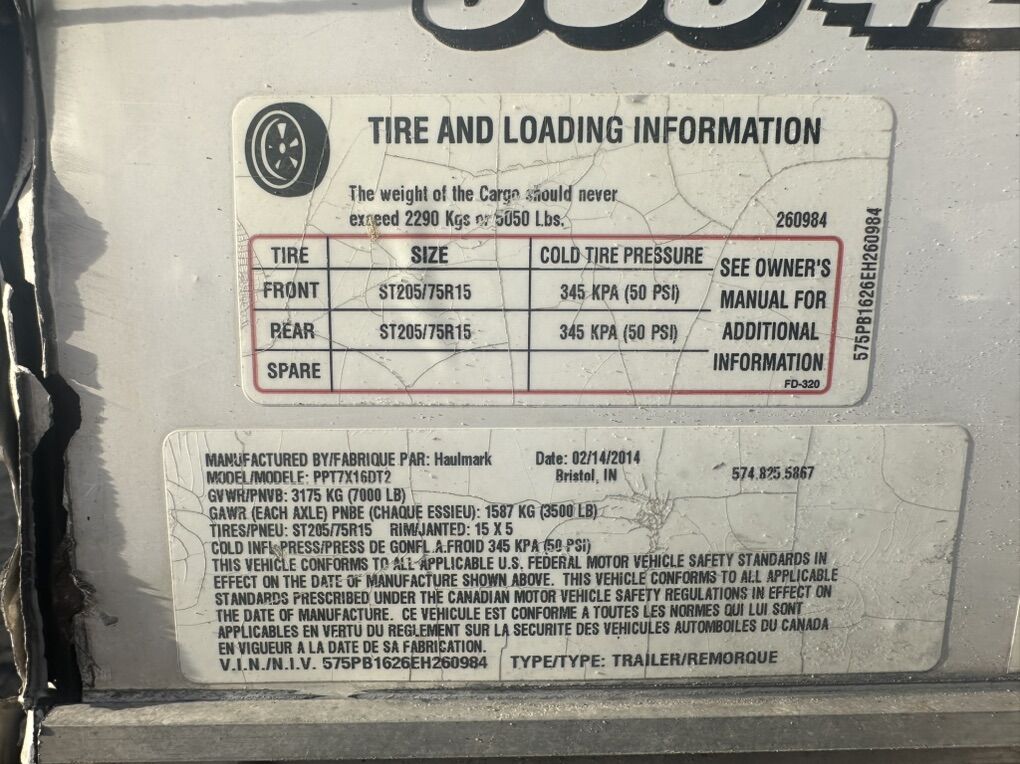 TIRE AND LOADING INFORMATION
The weight of the Cargo should never
exceed 2290 Kgs or 5050 Lbs.
260984
TIRE SIZE COLD TIRE PRESSURE
SEE OWNER'S
MANUAL FOR
ADDITIONAL
INFORMATION
FRONT ST205/75R15 345 KPA (50 PSI)
REAR ST205/75R15 345 KPA (50 PSI)
SPARE
FD-320
575PB1626EH260984
MANUFACTURED BY/FABRIQUE PAR: Haulmark Date: 02/14/2014
MODEL/MODELE: PPT7X16DT2 Bristol, IN 574.825.5867
GVWR/PNVB: 3175 KG (7000 LB)
GAWR (EACH AXLE) PNBE (CHAQUE ESSIEU): 1587 KG (3500 LB)
TIRES/PNEU: ST205/75R15 RIM/JANTED: 15 X 5
COLD INFL.PRESS/PRESS DE GONFL.A.FROID 345 KPA (50 PSI)
THIS VEHICLE CONFORMS TO ALL APPLICABLE U.S. FEDERAL MOTOR VEHICLE SAFETY STANDARDS IN
EFFECT ON THE DATE OF MANUFACTURE SHOWN ABOVE. THIS VEHICLE CONFORMS TO ALL APPLICABLE
STANDARDS PRESCRIBED UNDER THE CANADIAN MOTOR VEHICLE SAFETY REGULATIONS IN EFFECT ON
THE DATE OF MANUFACTURE. CE VEHICULE EST CONFORME A TOUTES LES NORMES QUI LUI SONT
APPLICABLES EN VERTU DU REGLEMENT SUR LA SECURITE DES VEHICULES AUTOMBOILES DU CANADA
EN VIGUEUR A LA DATE DE SA FABRICATION.
V.I.N./N.I.V. 575PB1626EH260984 TYPE/TYPE: TRAILER/REMORQUE